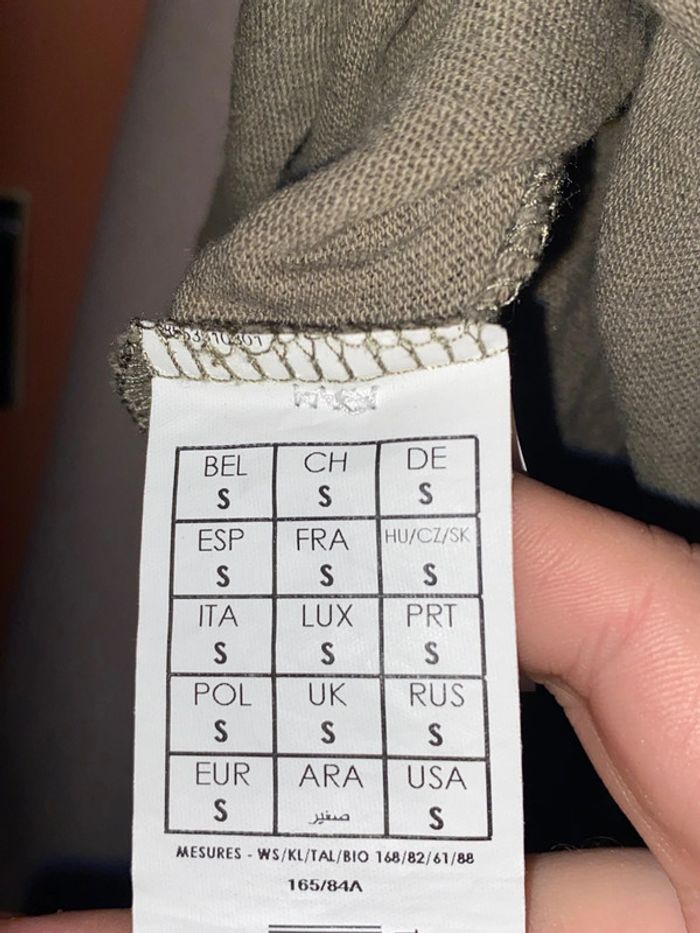 10301
BEL CH DE
S S S
ESP FRA HU/CZ/SK
S S S
ITA LUX PRT
S S S
POL UK RUS
S S S
EUR ARA USA
S صغير S
MESURES - WS/KL/TAL/BIO 168/82/61/88
165/84A